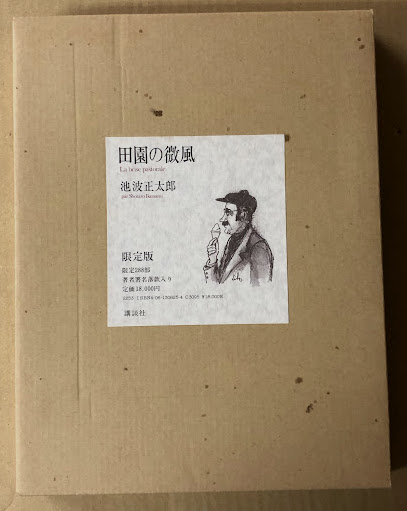 田園の微風
La brise pastorale
池波正太郎
par Shotaro Ikenami
限定版
限定288部
著者署名落款入り
定価18,000円
講談社